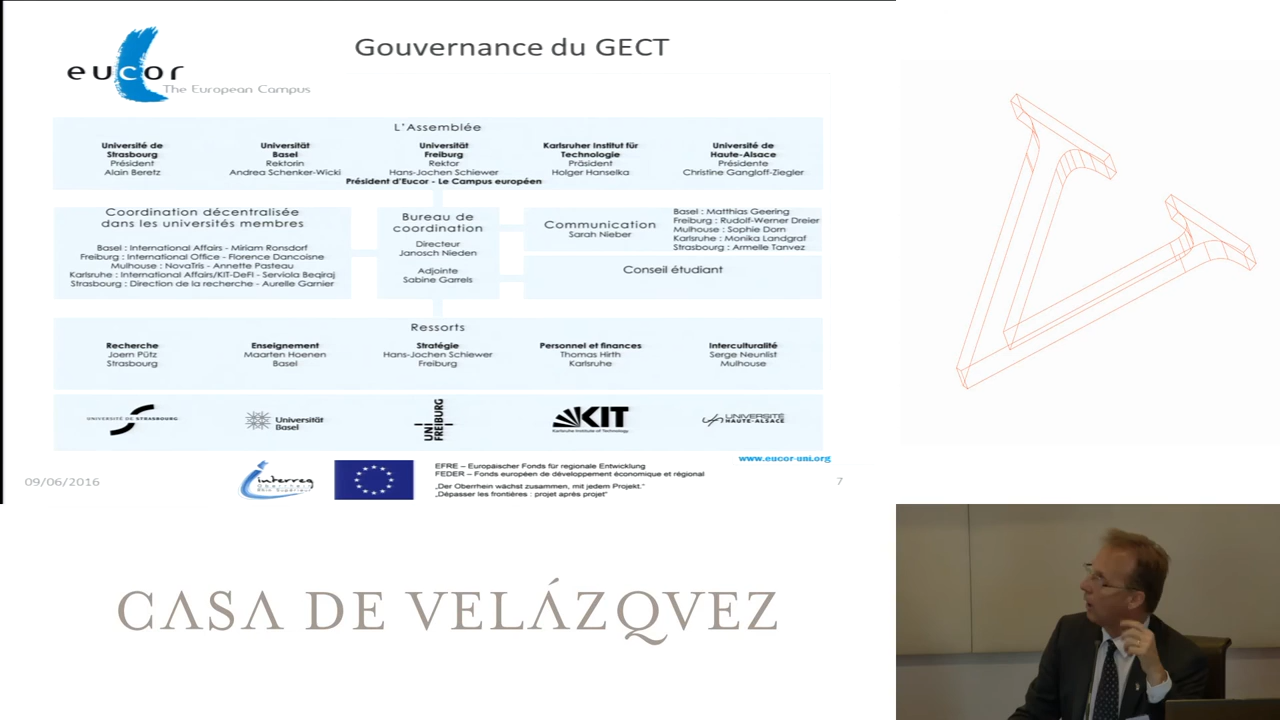 eucor
The European Campus
Gouvernance du GECT
L'Assemblée
Université de
Strasbourg
Président
Alain Beretz
Universität
Basel
Rektorin
Andrea Schenker-Wicki
Universität
Freiburg
Rektor
Hans-Jochen Schiewer
Président d'Eucor - Le Campus européen
Karlsruher Institut für
Technologie
Präsident
Holger Hanselka
Université de
Haute-Alsace
Présidente
Christine Gangloff-Ziegler
Coordination décentralisée
dans les universités membres
Basel : International Affairs - Miriam Ronsdorf
Freiburg : International Office - Florence Dancoisne
Mulhouse : NovaTris - Annette Pasteau
Karlsruhe : International Affairs/KIT-DeFI - Serviola Beqiraj
Strasbourg : Direction de la recherche - Aurelle Garnier
Bureau de
coordination
Directeur
Janosch Nieden
Adjointe
Sabine Garrels
Communication
Sarah Nieber
Basel : Matthias Geering
Freiburg : Rudolf-Werner Dreier
Mulhouse : Sophie Dorn
Karlsruhe : Monika Landgraf
Strasbourg : Armelle Tanvez
Conseil étudiant
Ressorts
Recherche
Joern Pütz
Strasbourg
Enseignement
Maarten Hoenen
Basel
Stratégie
Hans-Jochen Schiewer
Freiburg
Personnel et finances
Thomas Hirth
Karlsruhe
Interculturalité
Serge Neunlist
Mulhouse
UNIVERSITÉ DE STRASBOURG
Universität
Basel
UNI
FREIBURG
KIT
Karlsruhe Institute of Technology
UNIVERSITÉ
HAUTE-ALSACE
www.eucor-uni.org
interreg
Oberrhein
Rhin Supérieur
EFRE – Europäischer Fonds für regionale Entwicklung
FEDER – Fonds européen de développement économique et régional
„Der Oberrhein wächst zusammen, mit jedem Projekt."
„Dépasser les frontières : projet après projet"
09/06/2016
7
CASA DE VELÁZQVEZ